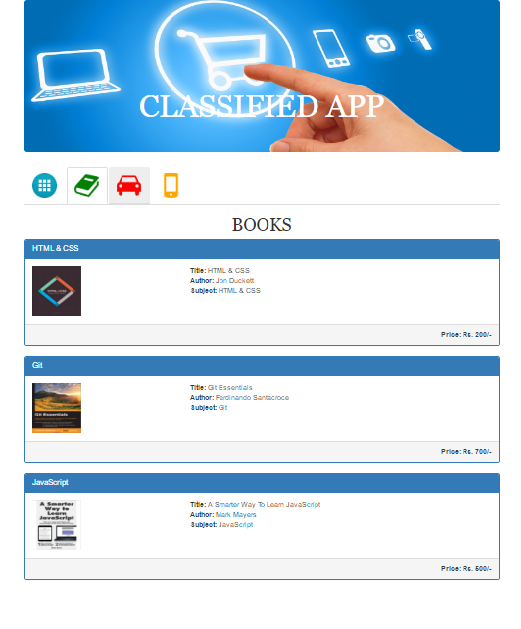 CLASSIFIED APP
BOOKS
HTML & CSS
Title: HTML & CSS
Author: Jon Duckett
Subject: HTML & CSS
Price: Rs. 200/-
Git
Git Essentials
Title: Git Essentials
Author: Ferdinando Santacroce
Subject: Git
Price: Rs. 700/-
JavaScript
A Smarter
Way to
Learn
JavaScript
Title: A Smarter Way To Learn JavaScript
Author: Mark Mayers
Subject: JavaScript
Price: Rs. 500/-